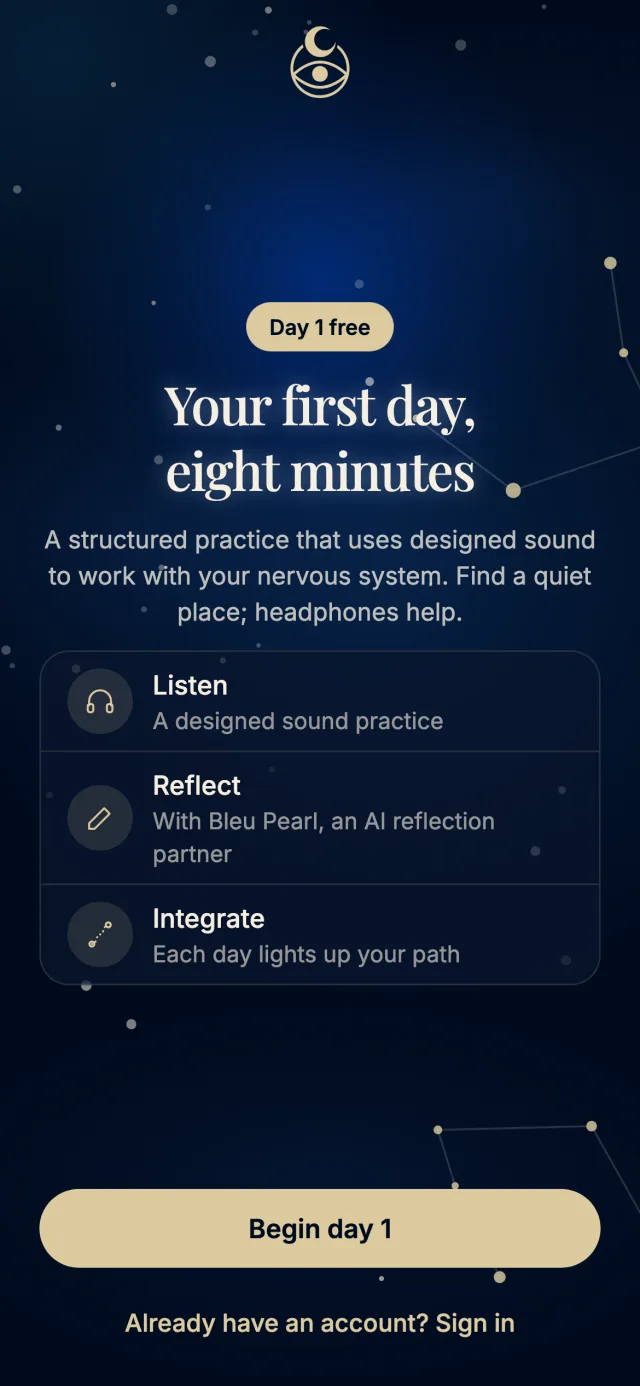 Day 1 free
Your first day,
eight minutes
A structured practice that uses designed sound
to work with your nervous system. Find a quiet
place; headphones help.
Listen
A designed sound practice
Reflect
With Bleu Pearl, an AI reflection
partner
Integrate
Each day lights up your path
Begin day 1
Already have an account? Sign in